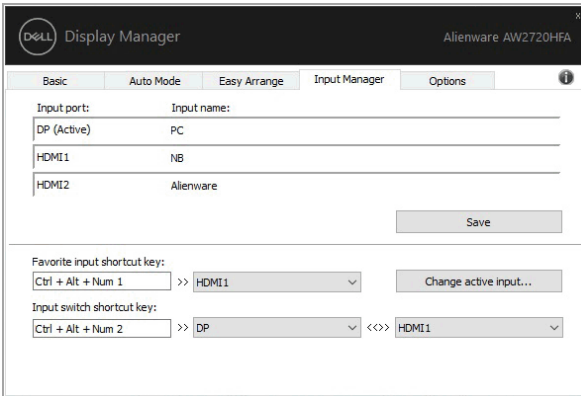 DELL Display Manager Alienware AW2720HFA
x
Basic Auto Mode Easy Arrange Input Manager Options i
Input port: Input name:
DP (Active) PC
HDMI1 NB
HDMI2 Alienware
Save
Favorite input shortcut key:
Ctrl + Alt + Num 1 >> HDMI1 Change active input...
Input switch shortcut key:
Ctrl + Alt + Num 2 >> DP <<>> HDMI1